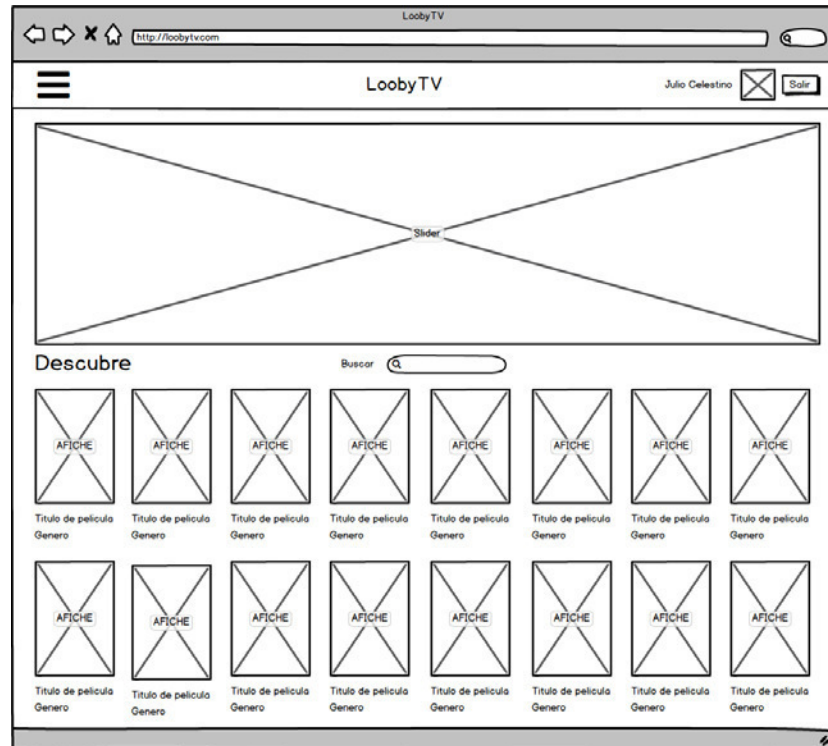 LoobyTV
http://loobytv.com
LoobyTV
Julio Celestino
Salir
Slider
Descubre
Buscar
AFICHE AFICHE AFICHE AFICHE AFICHE AFICHE AFICHE AFICHE
Titulo de pelicula Titulo de pelicula Titulo de pelicula Titulo de pelicula Titulo de pelicula Titulo de pelicula Titulo de pelicula Titulo de pelicula
Genero Genero Genero Genero Genero Genero Genero Genero
AFICHE AFICHE AFICHE AFICHE AFICHE AFICHE AFICHE AFICHE
Titulo de pelicula Titulo de pelicula Titulo de pelicula Titulo de pelicula Titulo de pelicula Titulo de pelicula Titulo de pelicula Titulo de pelicula
Genero Genero Genero Genero Genero Genero Genero Genero